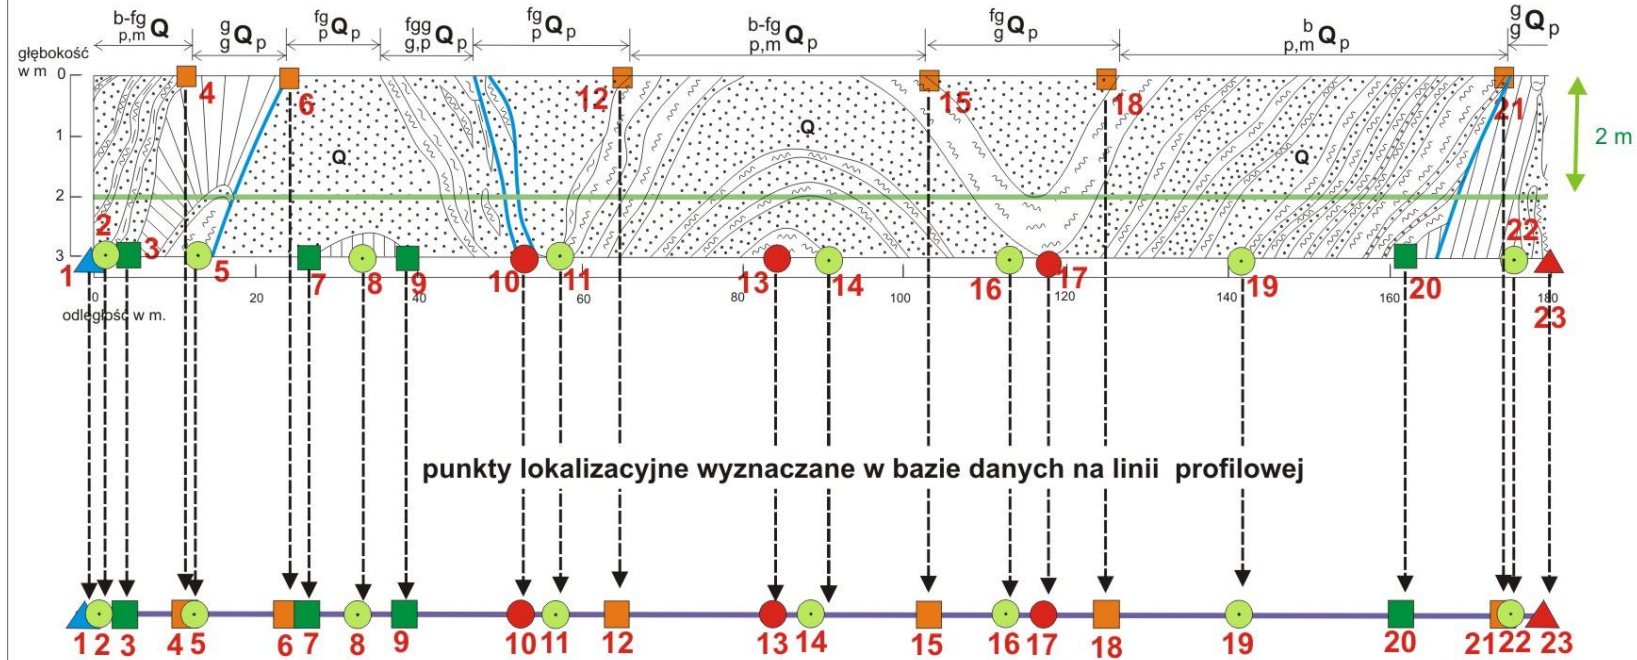 b-fg p,m Q
g g Q p
fg p Q p
fgg g,p Q p
fg p Q p
b-fg p,m Q p
fg g Q p
b p,m Q p
g g Q p
głębokość
w m
0
1
2
3
4
6
12
15
18
21
Q
Q
Q
2 m
1
2
3
5
7
8
9
10
11
13
14
16
17
19
20
22
23
0
20
40
60
80
100
120
140
160
180
odległość w m.
punkty lokalizacyjne wyznaczane w bazie danych na linii profilowej
1 2 3 4 5 6 7 8 9 10 11 12 13 14 15 16 17 18 19 20 21 22 23